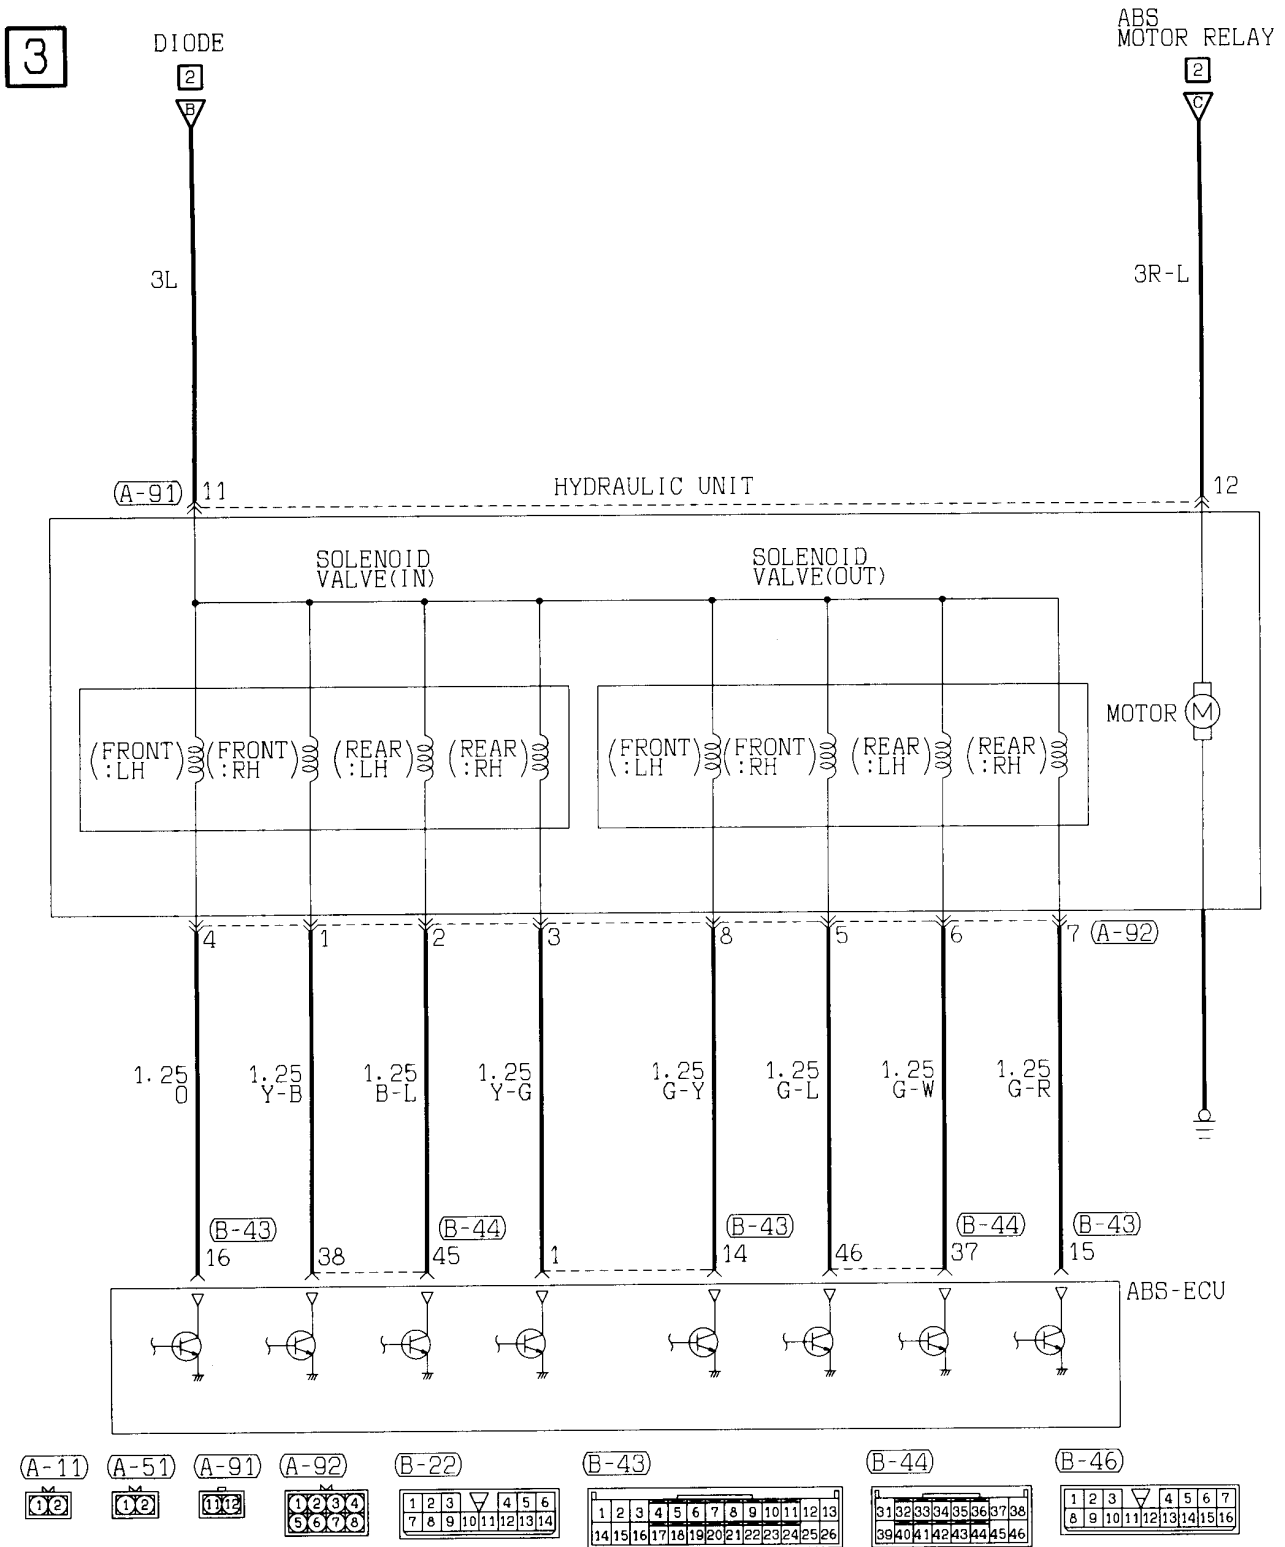 3
DIODE
2
B
ABS
MOTOR RELAY
2
C
3L
3R-L
(A-91) 11
HYDRAULIC UNIT
12
SOLENOID
VALVE(IN)
SOLENOID
VALVE(OUT)
(FRONT
:LH)
(FRONT
:RH)
(REAR
:LH)
(REAR
:RH)
(FRONT
:LH)
(FRONT
:RH)
(REAR
:LH)
(REAR
:RH)
MOTOR M
4 1 2 3 8 5 6 7 (A-92)
1.25
O
1.25
Y-B
1.25
B-L
1.25
Y-G
1.25
G-Y
1.25
G-L
1.25
G-W
1.25
G-R
(B-43) (B-44) (B-43) (B-44) (B-43)
16 38 45 1 14 46 37 15
ABS-ECU
(A-11) (A-51) (A-91) (A-92) (B-22) (B-43) (B-44) (B-46)
1 2
1 2
11 12
1 2 3 4
5 6 7 8
1 2 3 4 5 6
7 8 9 10 11 12 13 14
1 2 3 4 5 6 7 8 9 10 11 12 13
14 15 16 17 18 19 20 21 22 23 24 25 26
31 32 33 34 35 36 37 38
39 40 41 42 43 44 45 46
1 2 3 4 5 6 7
8 9 10 11 12 13 14 15 16